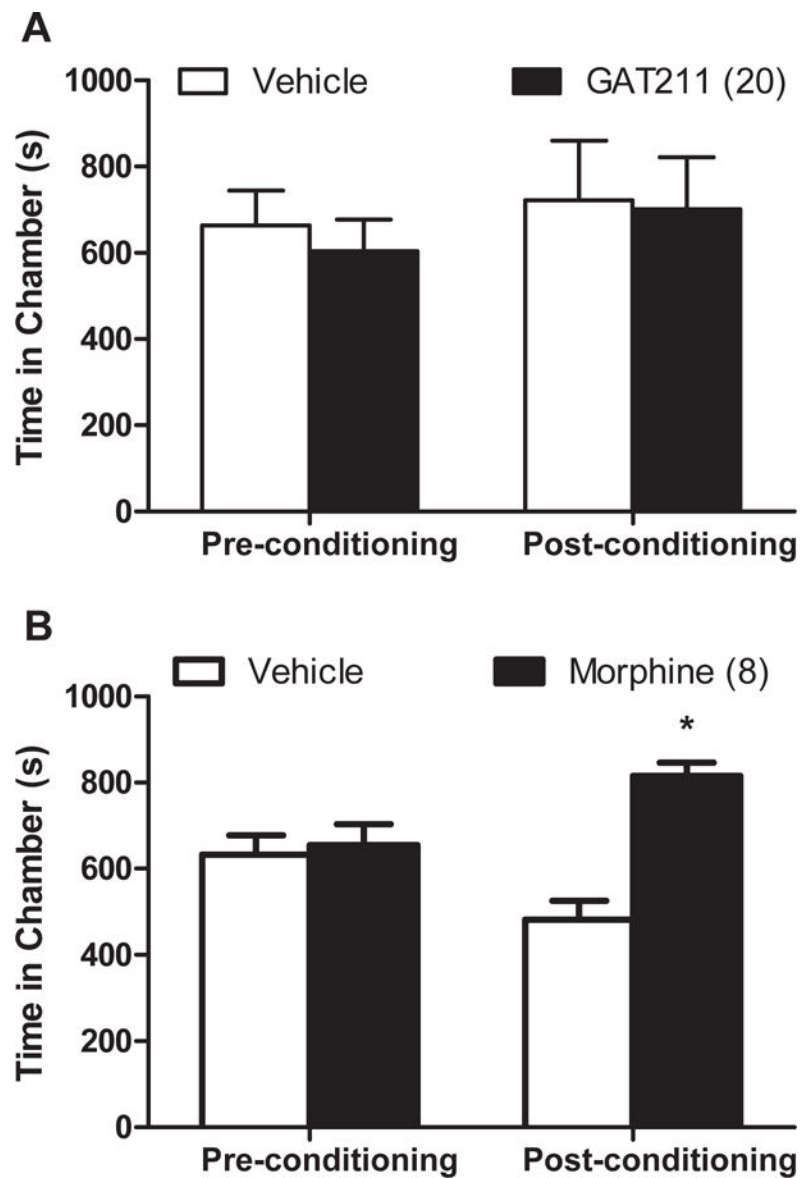 A
Vehicle GAT211 (20)
Time in Chamber (s)
1000
800
600
400
200
0
Pre-conditioning Post-conditioning
B
Vehicle Morphine (8)
Time in Chamber (s)
1000
800
600
400
200
0
*
Pre-conditioning Post-conditioning